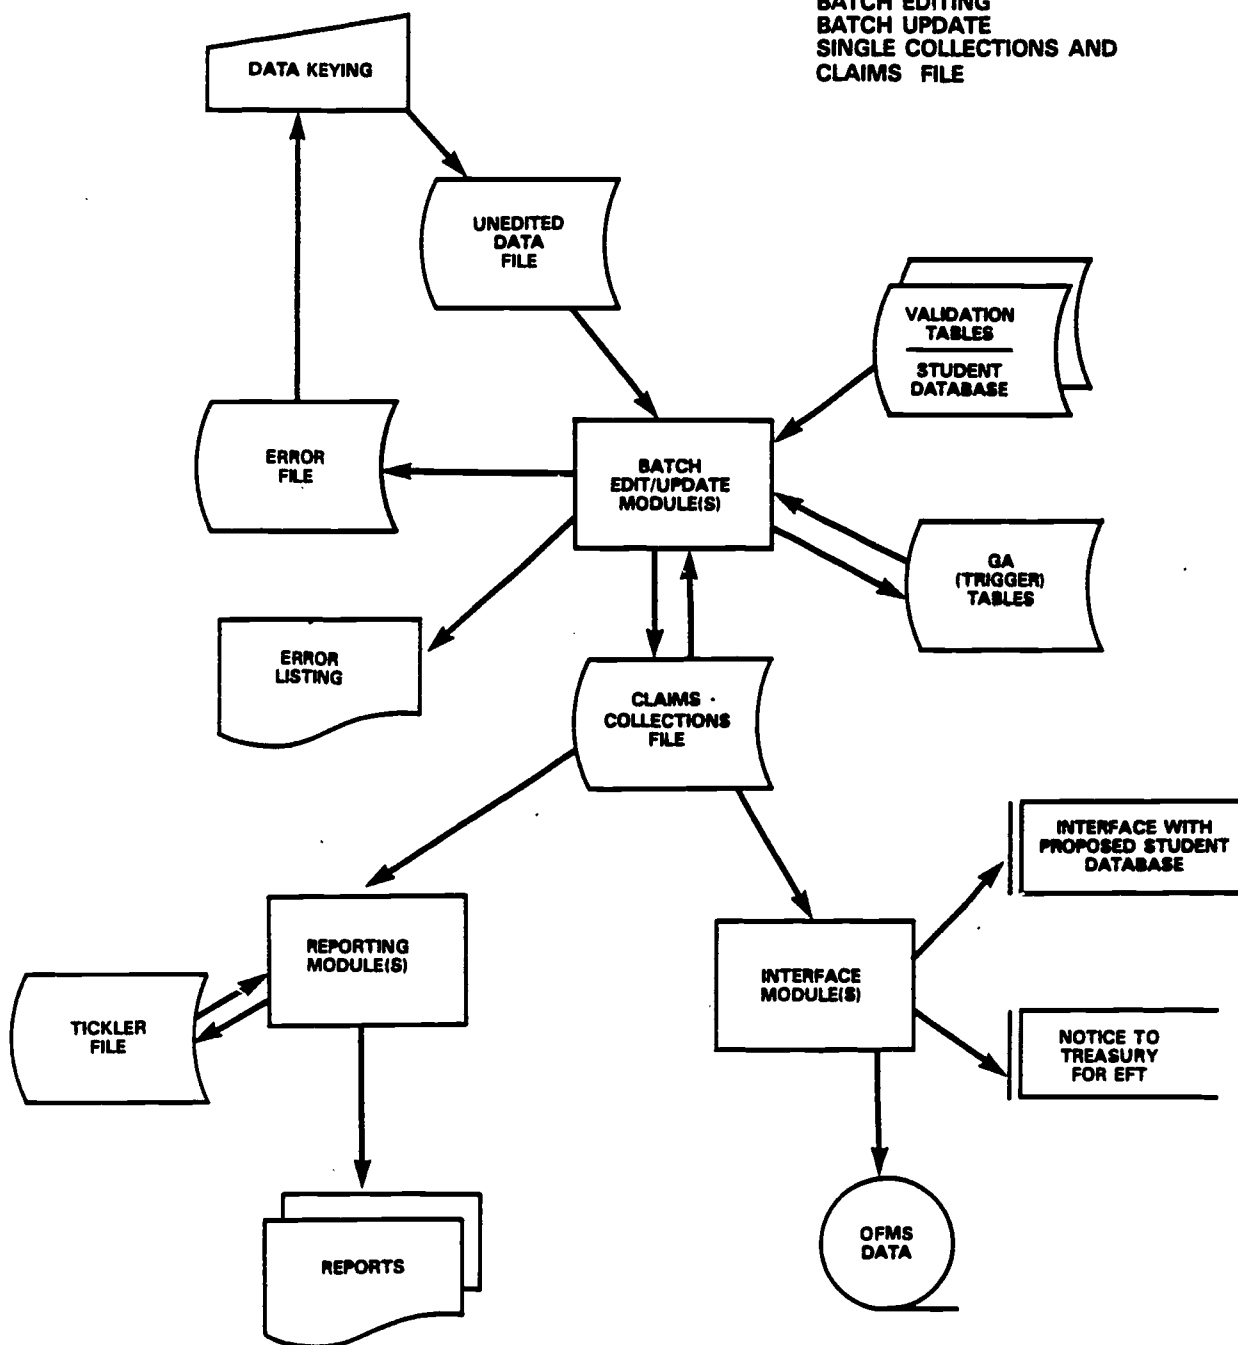 BATCH EDITING
BATCH UPDATE
SINGLE COLLECTIONS AND
CLAIMS FILE
DATA KEYING
UNEDITED
DATA
FILE
VALIDATION
TABLES
STUDENT
DATABASE
ERROR
FILE
BATCH
EDIT/UPDATE
MODULE(S)
GA
(TRIGGER)
TABLES
ERROR
LISTING
CLAIMS
COLLECTIONS
FILE
INTERFACE WITH
PROPOSED STUDENT
DATABASE
REPORTING
MODULE(S)
INTERFACE
MODULE(S)
TICKLER
FILE
NOTICE TO
TREASURY
FOR EFT
REPORTS
OFMS
DATA